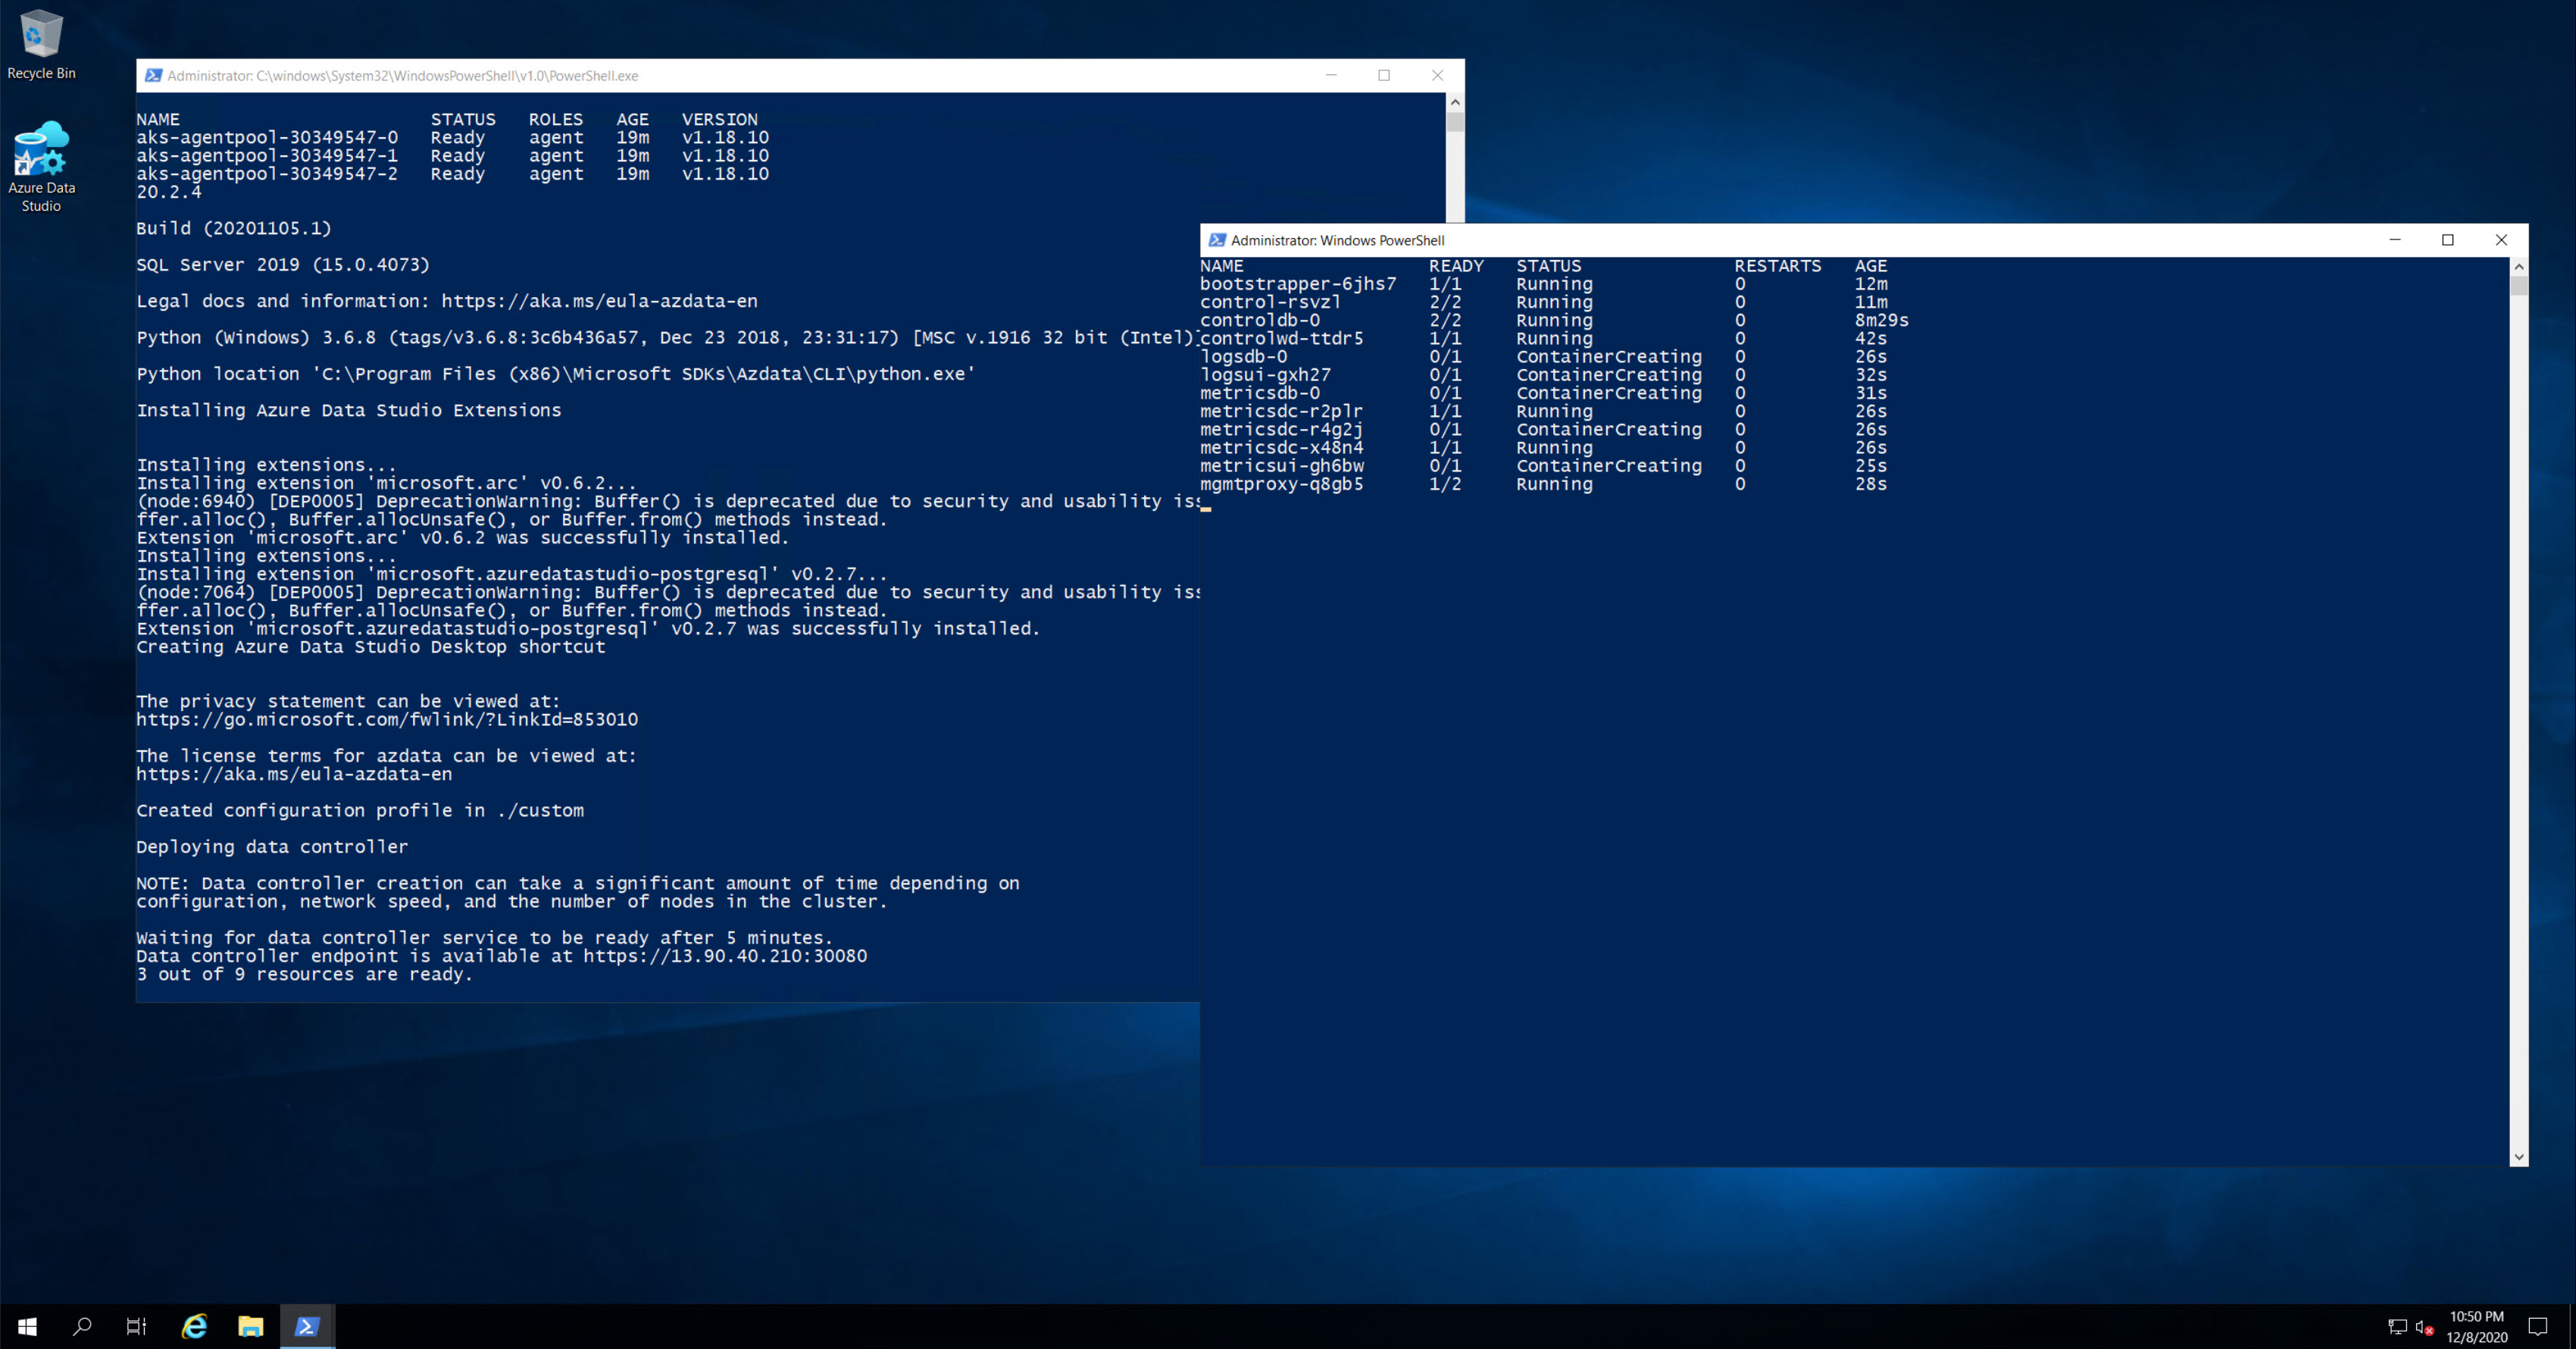 Recycle Bin
Azure Data
Studio
Administrator: C:\windows\System32\WindowsPowerShell\v1.0\PowerShell.exe
NAME STATUS ROLES AGE VERSION
aks-agentpool-30349547-0 Ready agent 19m v1.18.10
aks-agentpool-30349547-1 Ready agent 19m v1.18.10
aks-agentpool-30349547-2 Ready agent 19m v1.18.10
20.2.4
Build (20201105.1)
SQL Server 2019 (15.0.4073)
Legal docs and information: https://aka.ms/eula-azdata-en
Python (Windows) 3.6.8 (tags/v3.6.8:3c6b436a57, Dec 23 2018, 23:31:17) [MSC v.1916 32 bit (Intel)]
Python location 'C:\Program Files (x86)\Microsoft SDKs\Azdata\CLI\python.exe'
Installing Azure Data Studio Extensions
Installing extensions...
Installing extension 'microsoft.arc' v0.6.2...
(node:6940) [DEP0005] DeprecationWarning: Buffer() is deprecated due to security and usability iss
ffer.alloc(), Buffer.allocUnsafe(), or Buffer.from() methods instead.
Extension 'microsoft.arc' v0.6.2 was successfully installed.
Installing extensions...
Installing extension 'microsoft.azuredatastudio-postgresql' v0.2.7...
(node:7064) [DEP0005] DeprecationWarning: Buffer() is deprecated due to security and usability iss
ffer.alloc(), Buffer.allocUnsafe(), or Buffer.from() methods instead.
Extension 'microsoft.azuredatastudio-postgresql' v0.2.7 was successfully installed.
Creating Azure Data Studio Desktop shortcut
The privacy statement can be viewed at:
https://go.microsoft.com/fwlink/?LinkId=853010
The license terms for azdata can be viewed at:
https://aka.ms/eula-azdata-en
Created configuration profile in ./custom
Deploying data controller
NOTE: Data controller creation can take a significant amount of time depending on
configuration, network speed, and the number of nodes in the cluster.
Waiting for data controller service to be ready after 5 minutes.
Data controller endpoint is available at https://13.90.40.210:30080
3 out of 9 resources are ready.
Administrator: Windows PowerShell
NAME READY STATUS RESTARTS AGE
bootstrapper-6jhs7 1/1 Running 0 12m
control-rsvzl 2/2 Running 0 11m
controldb-0 2/2 Running 0 8m29s
controlwd-ttdr5 1/1 Running 0 42s
logsdb-0 0/1 ContainerCreating 0 26s
logsui-gxh27 0/1 ContainerCreating 0 32s
metricsdb-0 0/1 ContainerCreating 0 31s
metricsdc-r2plr 1/1 Running 0 26s
metricsdc-r4g2j 0/1 ContainerCreating 0 26s
metricsdc-x48n4 1/1 Running 0 26s
metricsui-gh6bw 0/1 ContainerCreating 0 25s
mgmtproxy-q8gb5 1/2 Running 0 28s
10:50 PM
12/8/2020